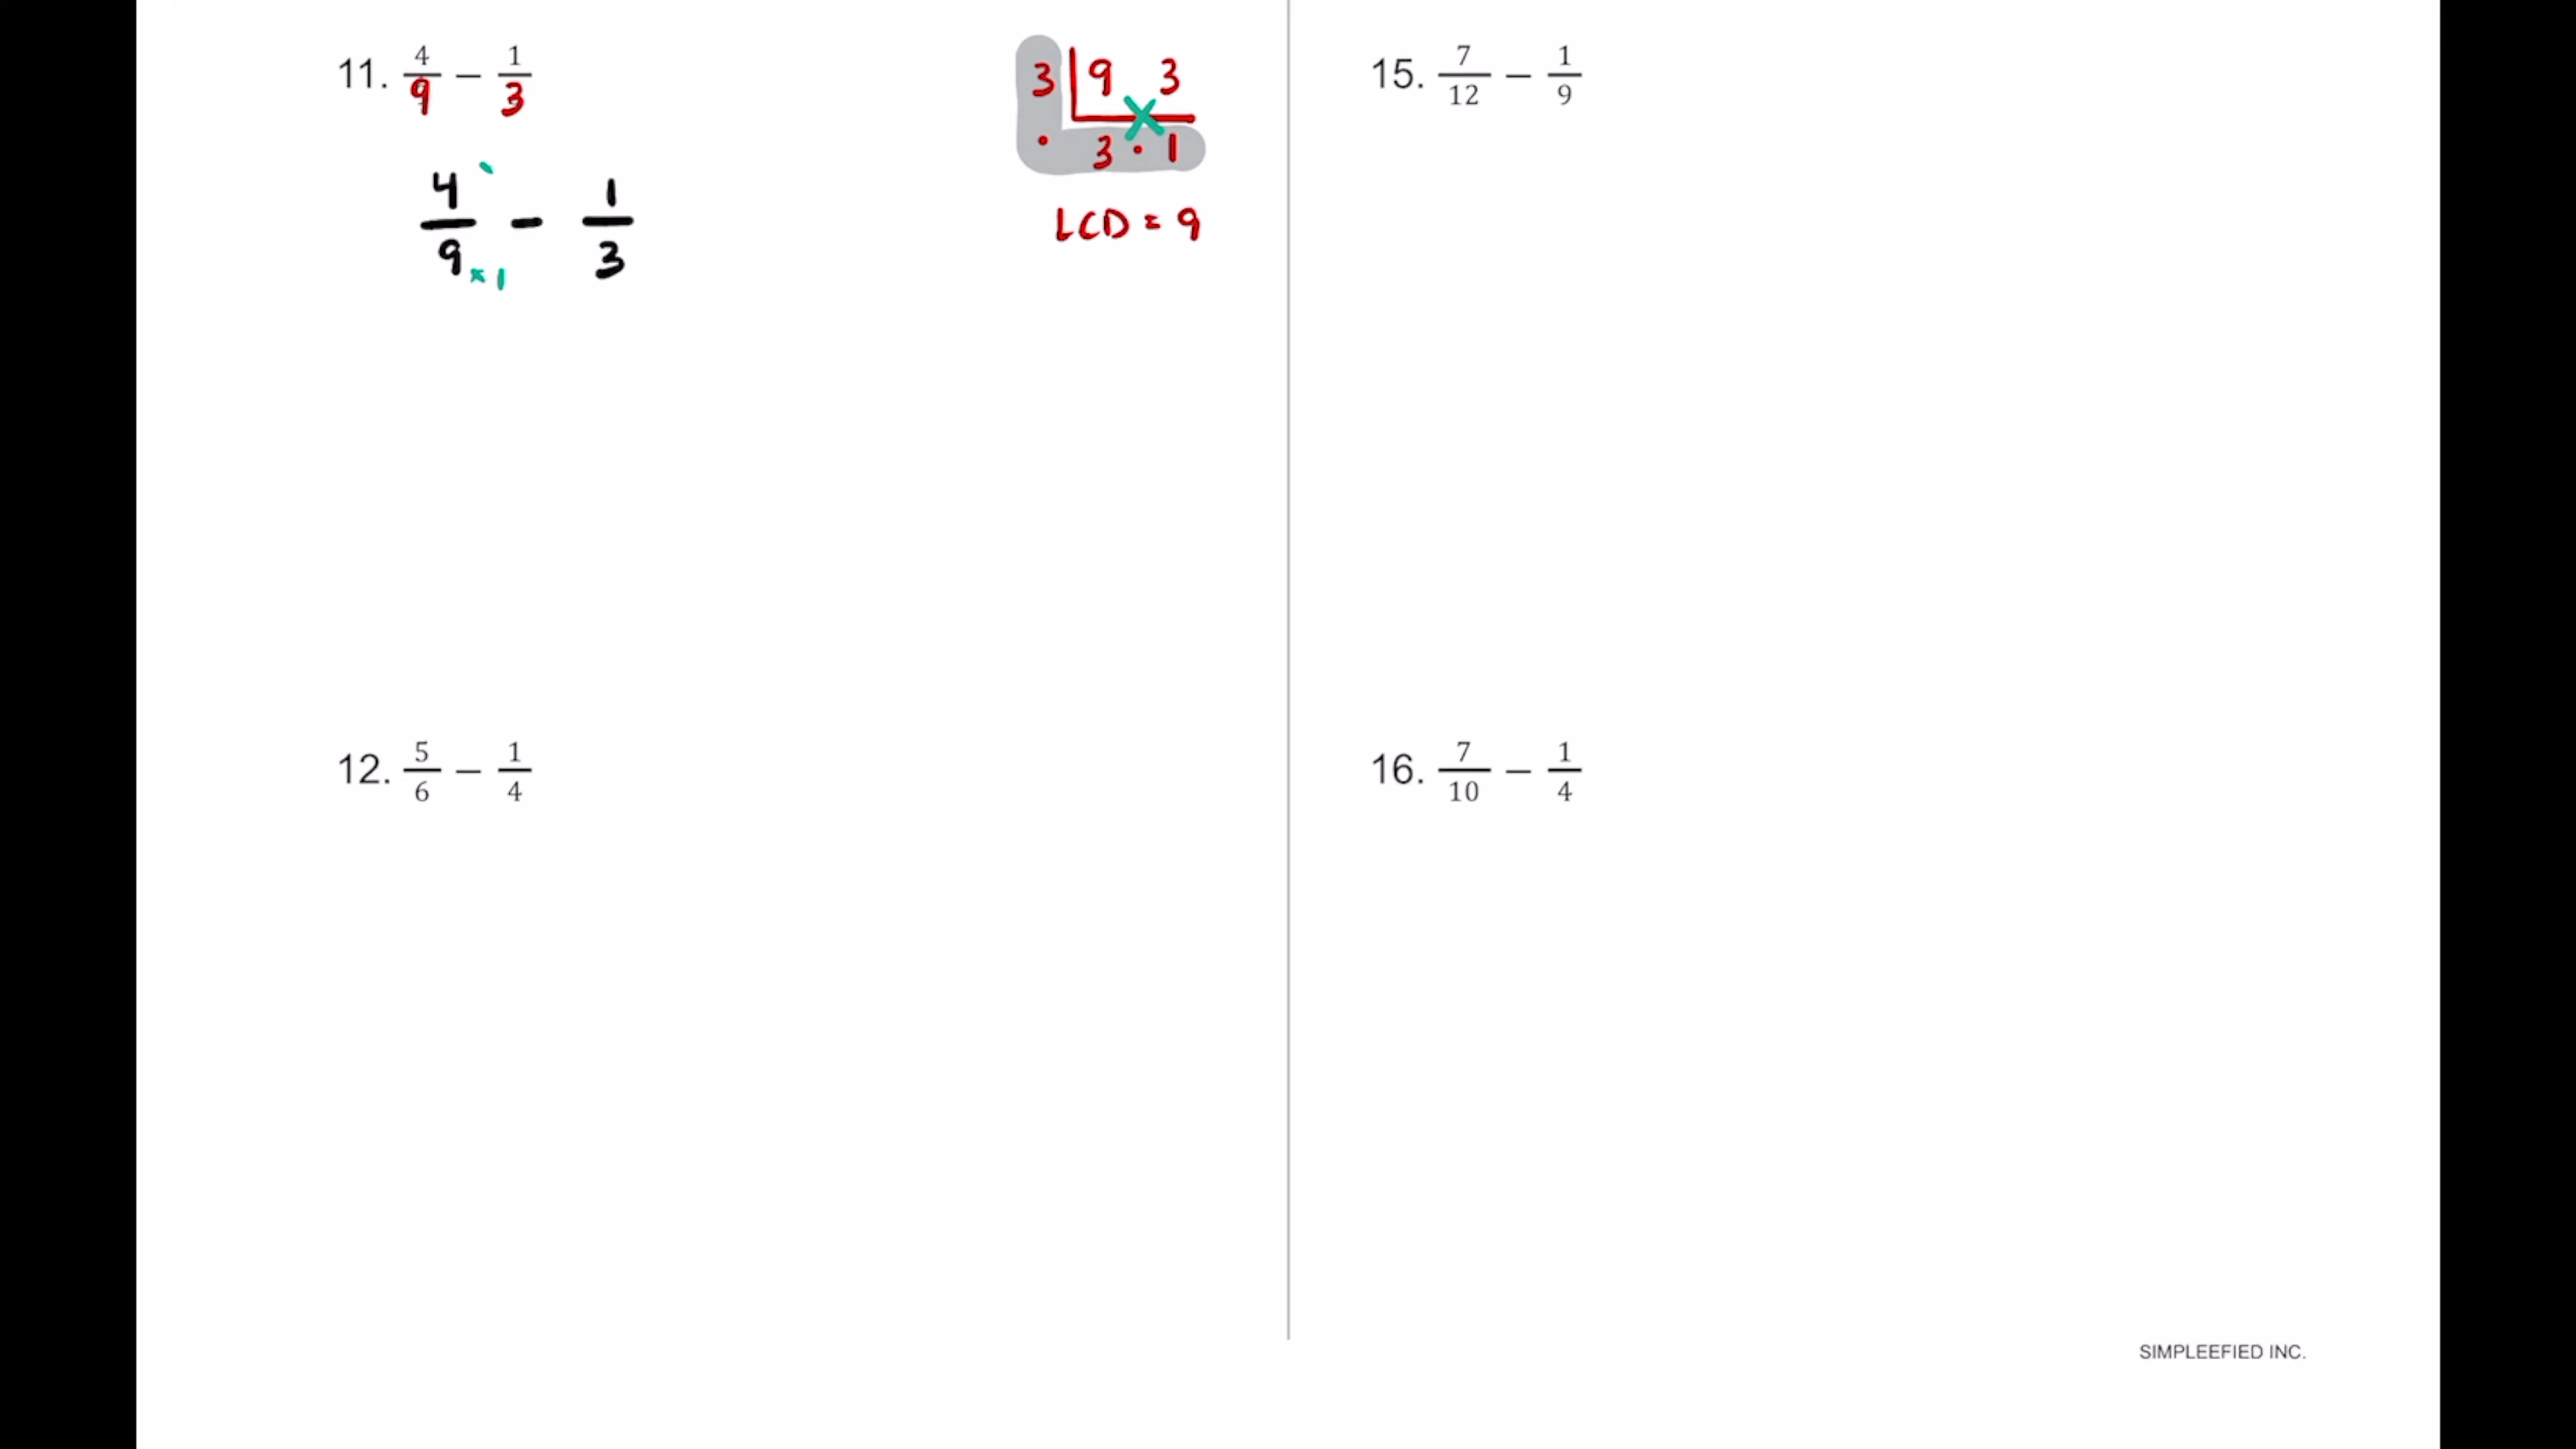 11. 4/9 − 1/3
4/9 ×1 − 1/3
3 | 9 3
· 3 · 1
LCD = 9
12. 5/6 − 1/4
15. 7/12 − 1/9
16. 7/10 − 1/4
SIMPLEEFIED INC.